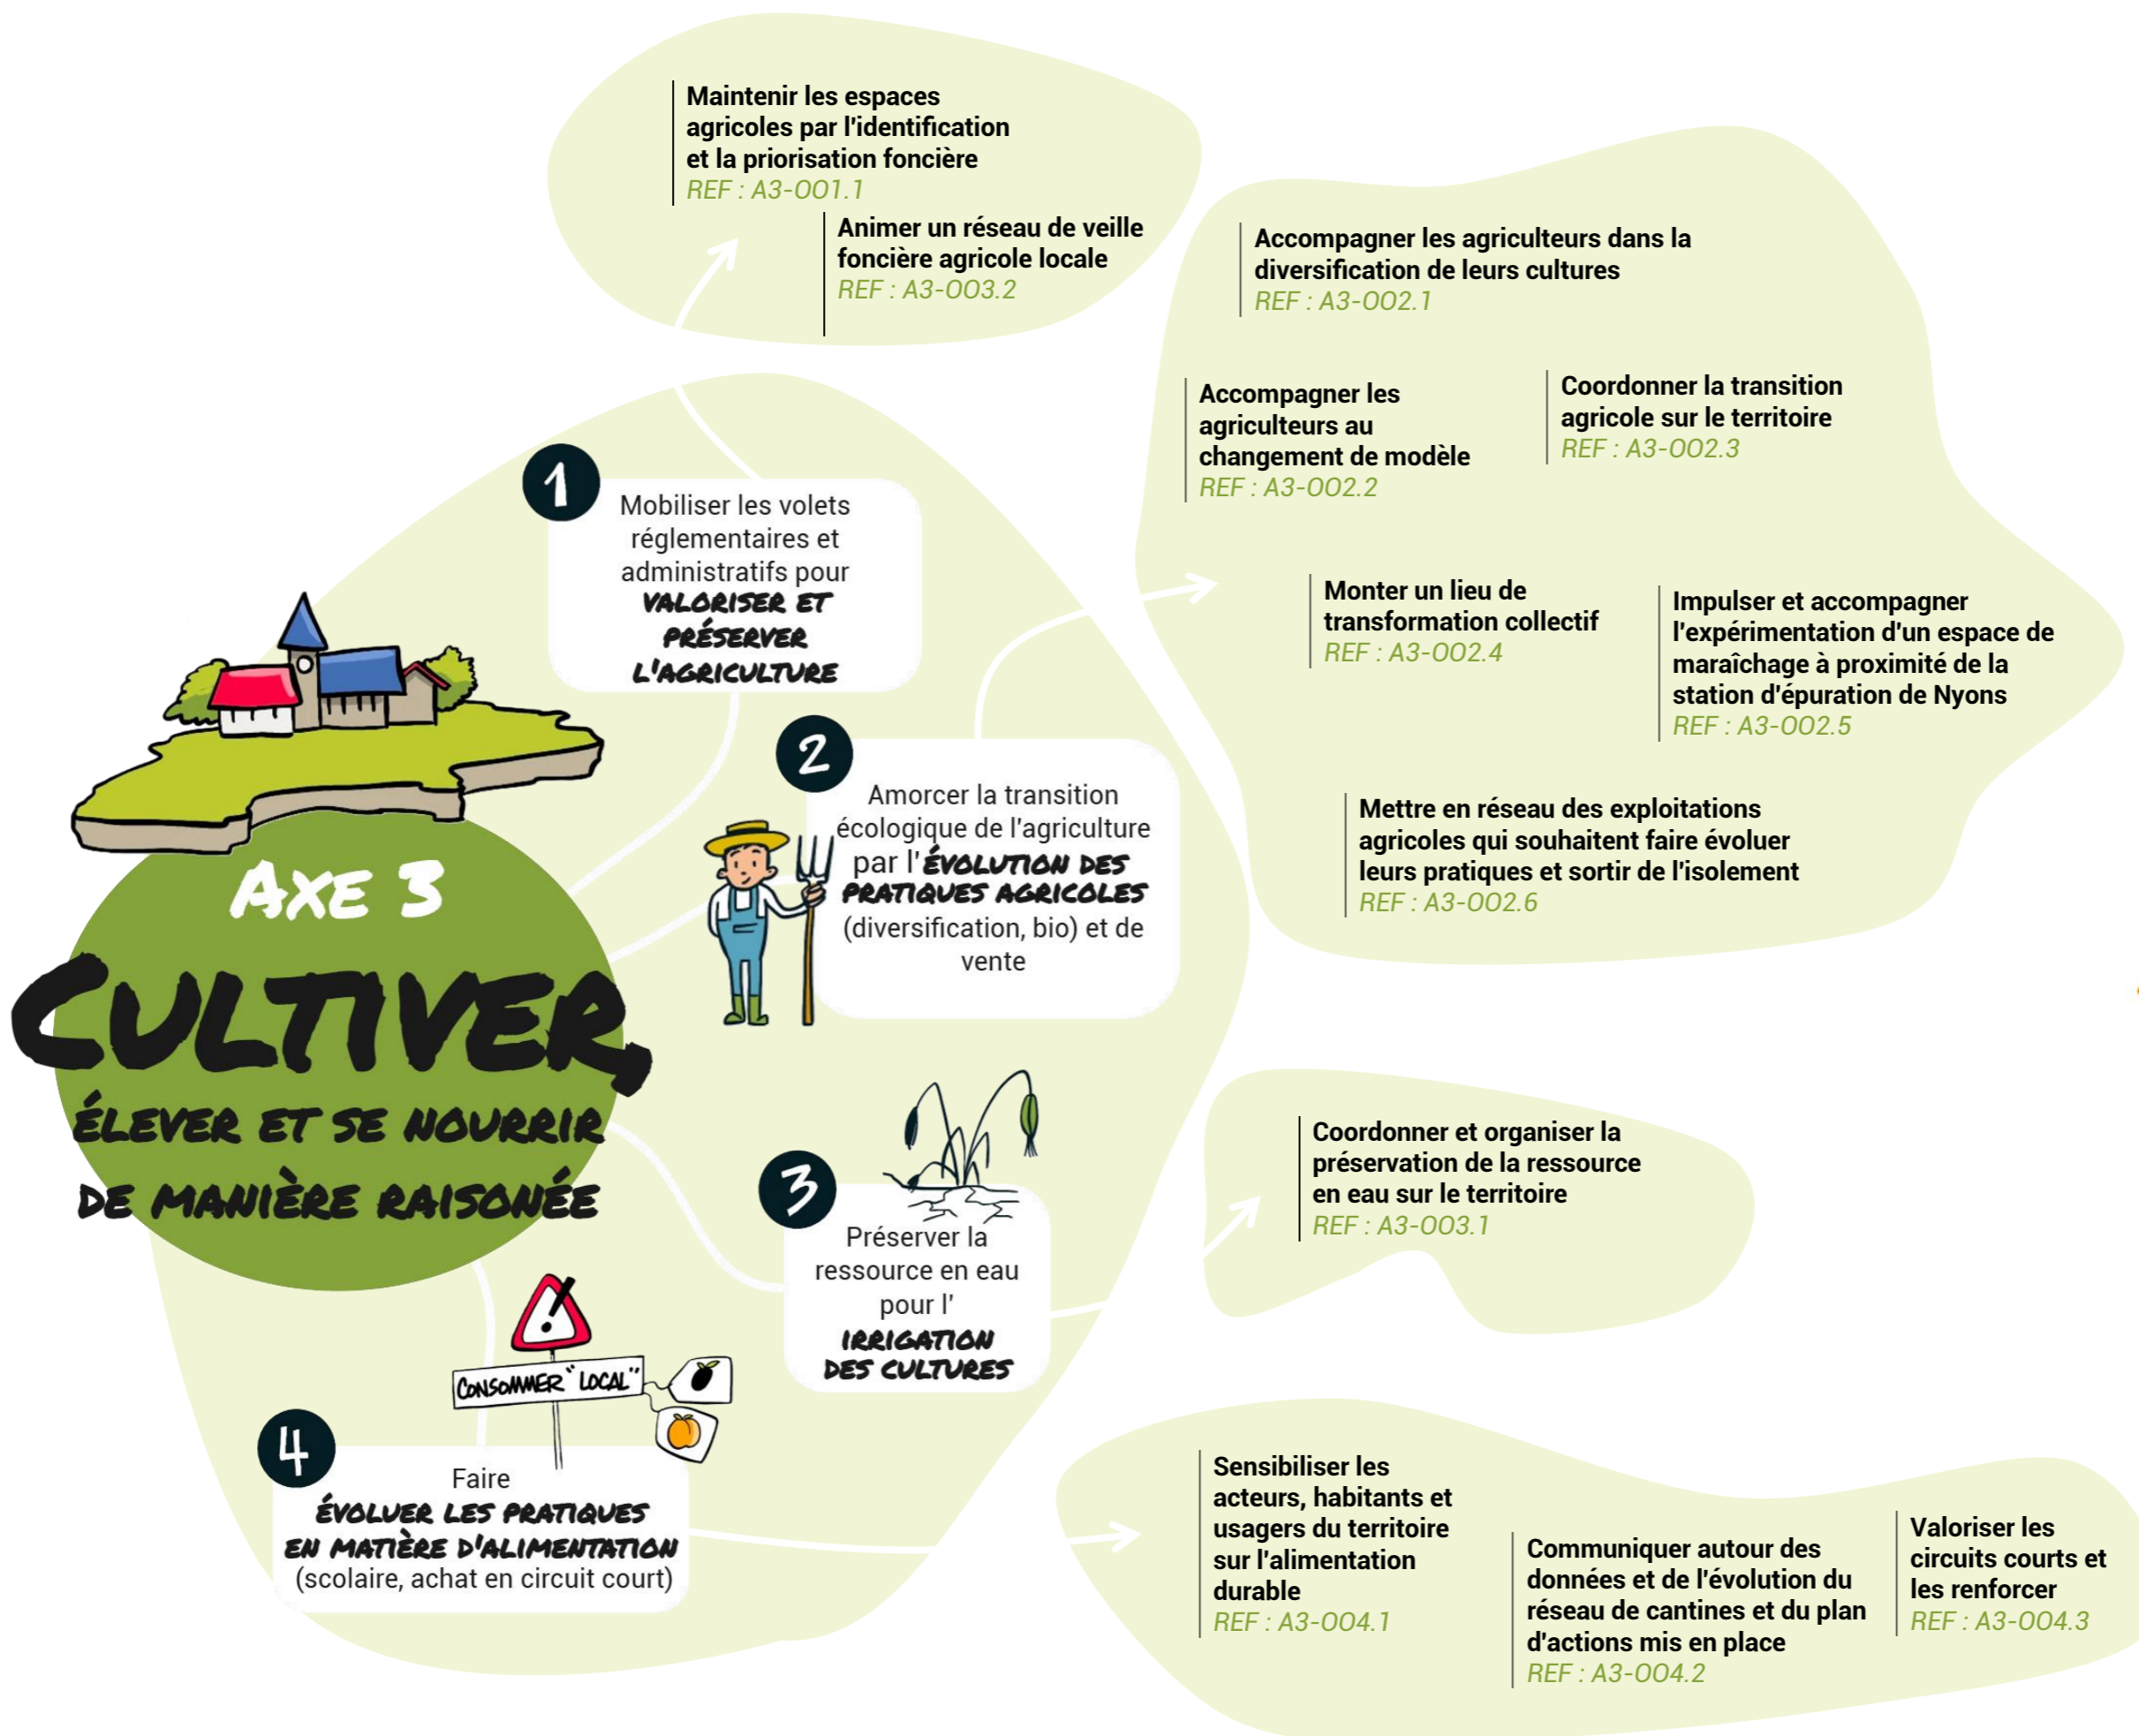 Maintenir les espaces
agricoles par l'identification
et la priorisation foncière
REF : A3-001.1
Animer un réseau de veille
foncière agricole locale
REF : A3-003.2
Accompagner les agriculteurs dans la
diversification de leurs cultures
REF : A3-002.1
Accompagner les
agriculteurs au
changement de modèle
REF : A3-002.2
Coordonner la transition
agricole sur le territoire
REF : A3-002.3
Monter un lieu de
transformation collectif
REF : A3-002.4
Impulser et accompagner
l'expérimentation d'un espace de
maraîchage à proximité de la
station d'épuration de Nyons
REF : A3-002.5
Mettre en réseau des exploitations
agricoles qui souhaitent faire évoluer
leurs pratiques et sortir de l'isolement
REF : A3-002.6
1
Mobiliser les volets
réglementaires et
administratifs pour
VALORISER ET
PRÉSERVER
L'AGRICULTURE
2
Amorcer la transition
écologique de l'agriculture
par l'ÉVOLUTION DES
PRATIQUES AGRICOLES
(diversification, bio) et de
vente
AXE 3
CULTIVER,
ÉLEVER ET SE NOURRIR
DE MANIÈRE RAISONÉE
3
Préserver la
ressource en eau
pour l'
IRRIGATION
DES CULTURES
Coordonner et organiser la
préservation de la ressource
en eau sur le territoire
REF : A3-003.1
CONSOMMER "LOCAL"
4
Faire
ÉVOLUER LES PRATIQUES
EN MATIÈRE D'ALIMENTATION
(scolaire, achat en circuit court)
Sensibiliser les
acteurs, habitants et
usagers du territoire
sur l'alimentation
durable
REF : A3-004.1
Communiquer autour des
données et de l'évolution du
réseau de cantines et du plan
d'actions mis en place
REF : A3-004.2
Valoriser les
circuits courts et
les renforcer
REF : A3-004.3